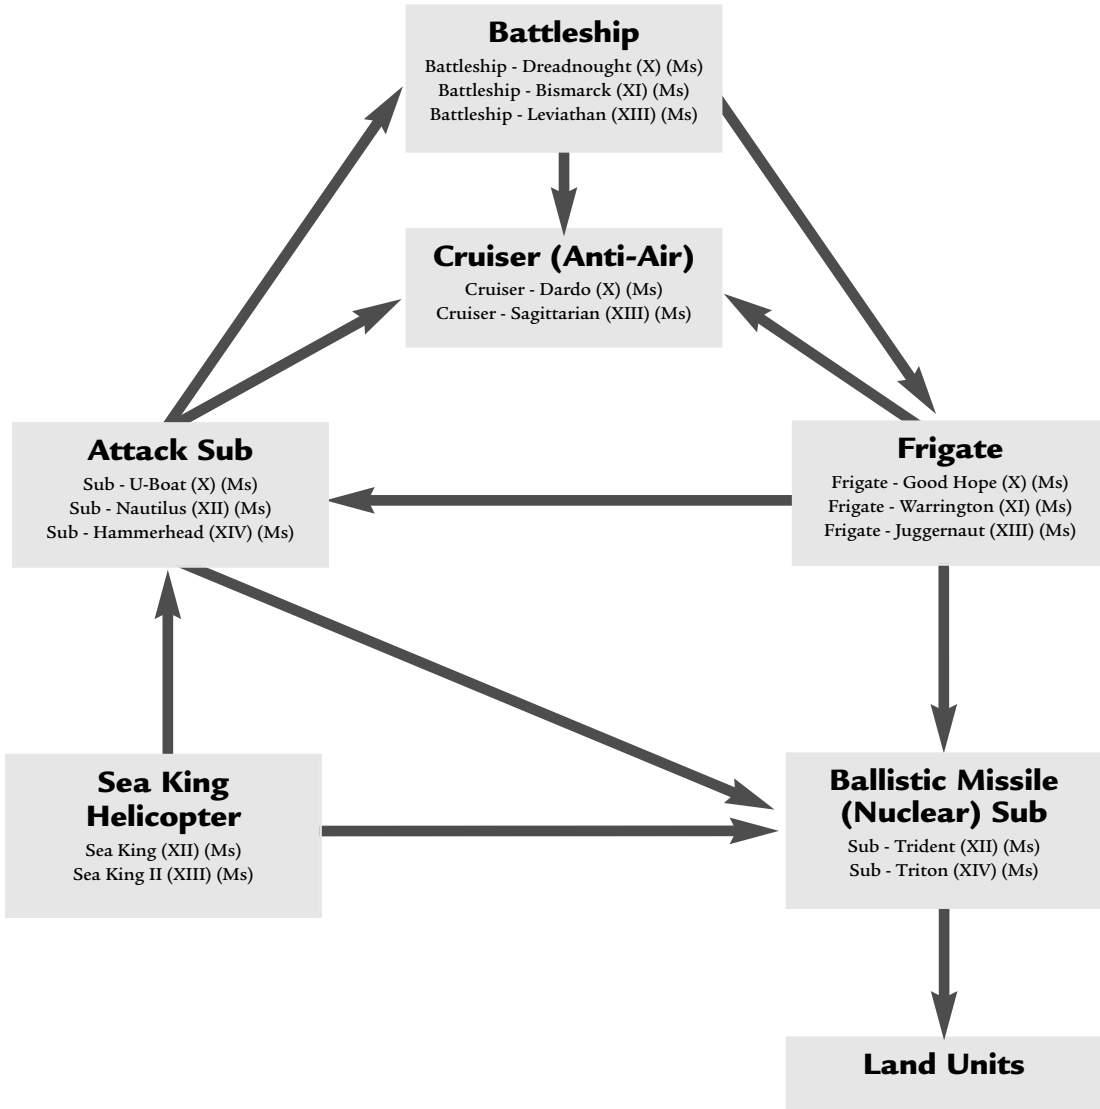 Battleship
Battleship - Dreadnought (X) (Ms)
Battleship - Bismarck (XI) (Ms)
Battleship - Leviathan (XIII) (Ms)
Cruiser (Anti-Air)
Cruiser - Dardo (X) (Ms)
Cruiser - Sagittarian (XIII) (Ms)
Attack Sub
Sub - U-Boat (X) (Ms)
Sub - Nautilus (XII) (Ms)
Sub - Hammerhead (XIV) (Ms)
Frigate
Frigate - Good Hope (X) (Ms)
Frigate - Warrington (XI) (Ms)
Frigate - Juggernaut (XIII) (Ms)
Sea King
Helicopter
Sea King (XII) (Ms)
Sea King II (XIII) (Ms)
Ballistic Missile
(Nuclear) Sub
Sub - Trident (XII) (Ms)
Sub - Triton (XIV) (Ms)
Land Units